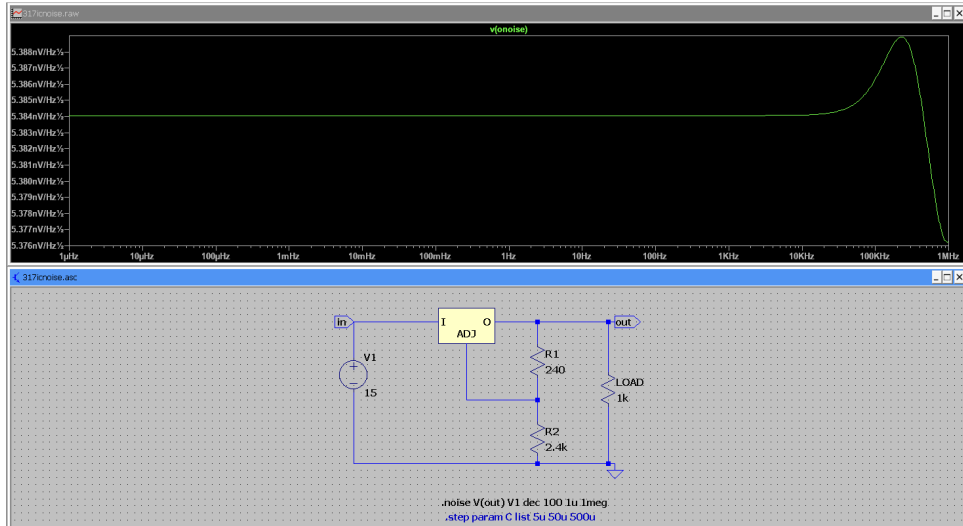 317icnoise.raw
v(onoise)
5.388nV/Hz½
5.387nV/Hz½
5.386nV/Hz½
5.385nV/Hz½
5.384nV/Hz½
5.383nV/Hz½
5.382nV/Hz½
5.381nV/Hz½
5.380nV/Hz½
5.379nV/Hz½
5.378nV/Hz½
5.377nV/Hz½
5.376nV/Hz½
1µHz 10µHz 100µHz 1mHz 10mHz 100mHz 1Hz 10Hz 100Hz 1KHz 10KHz 100KHz 1MHz
317icnoise.asc
in I O out
ADJ
V1 R1
15 240
LOAD
1k
R2
2.4k
.noise V(out) V1 dec 100 1u 1meg
.step param C list 5u 50u 500u